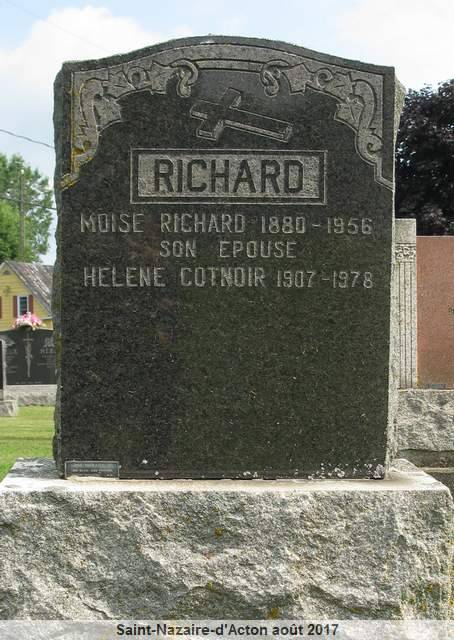 RICHARD
MOISE RICHARD 1880-1956
SON EPOUSE
HELENE COTNOIR 1907-1978
Saint-Nazaire-d'Acton août 2017